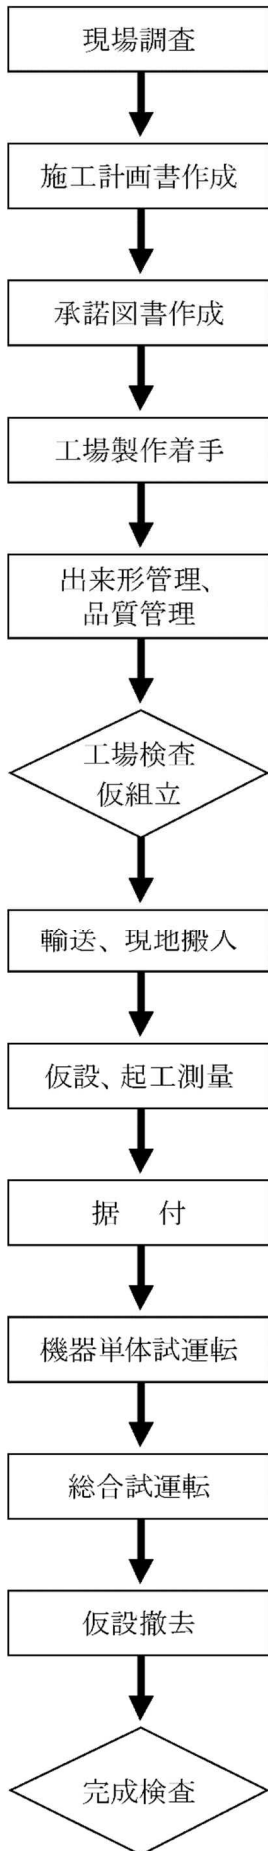 現場調査
施工計画書作成
承諾図書作成
工場製作着手
出来形管理、
品質管理
工場検査
仮組立
輸送、現地搬入
仮設、起工測量
据　付
機器単体試運転
総合試運転
仮設撤去
完成検査